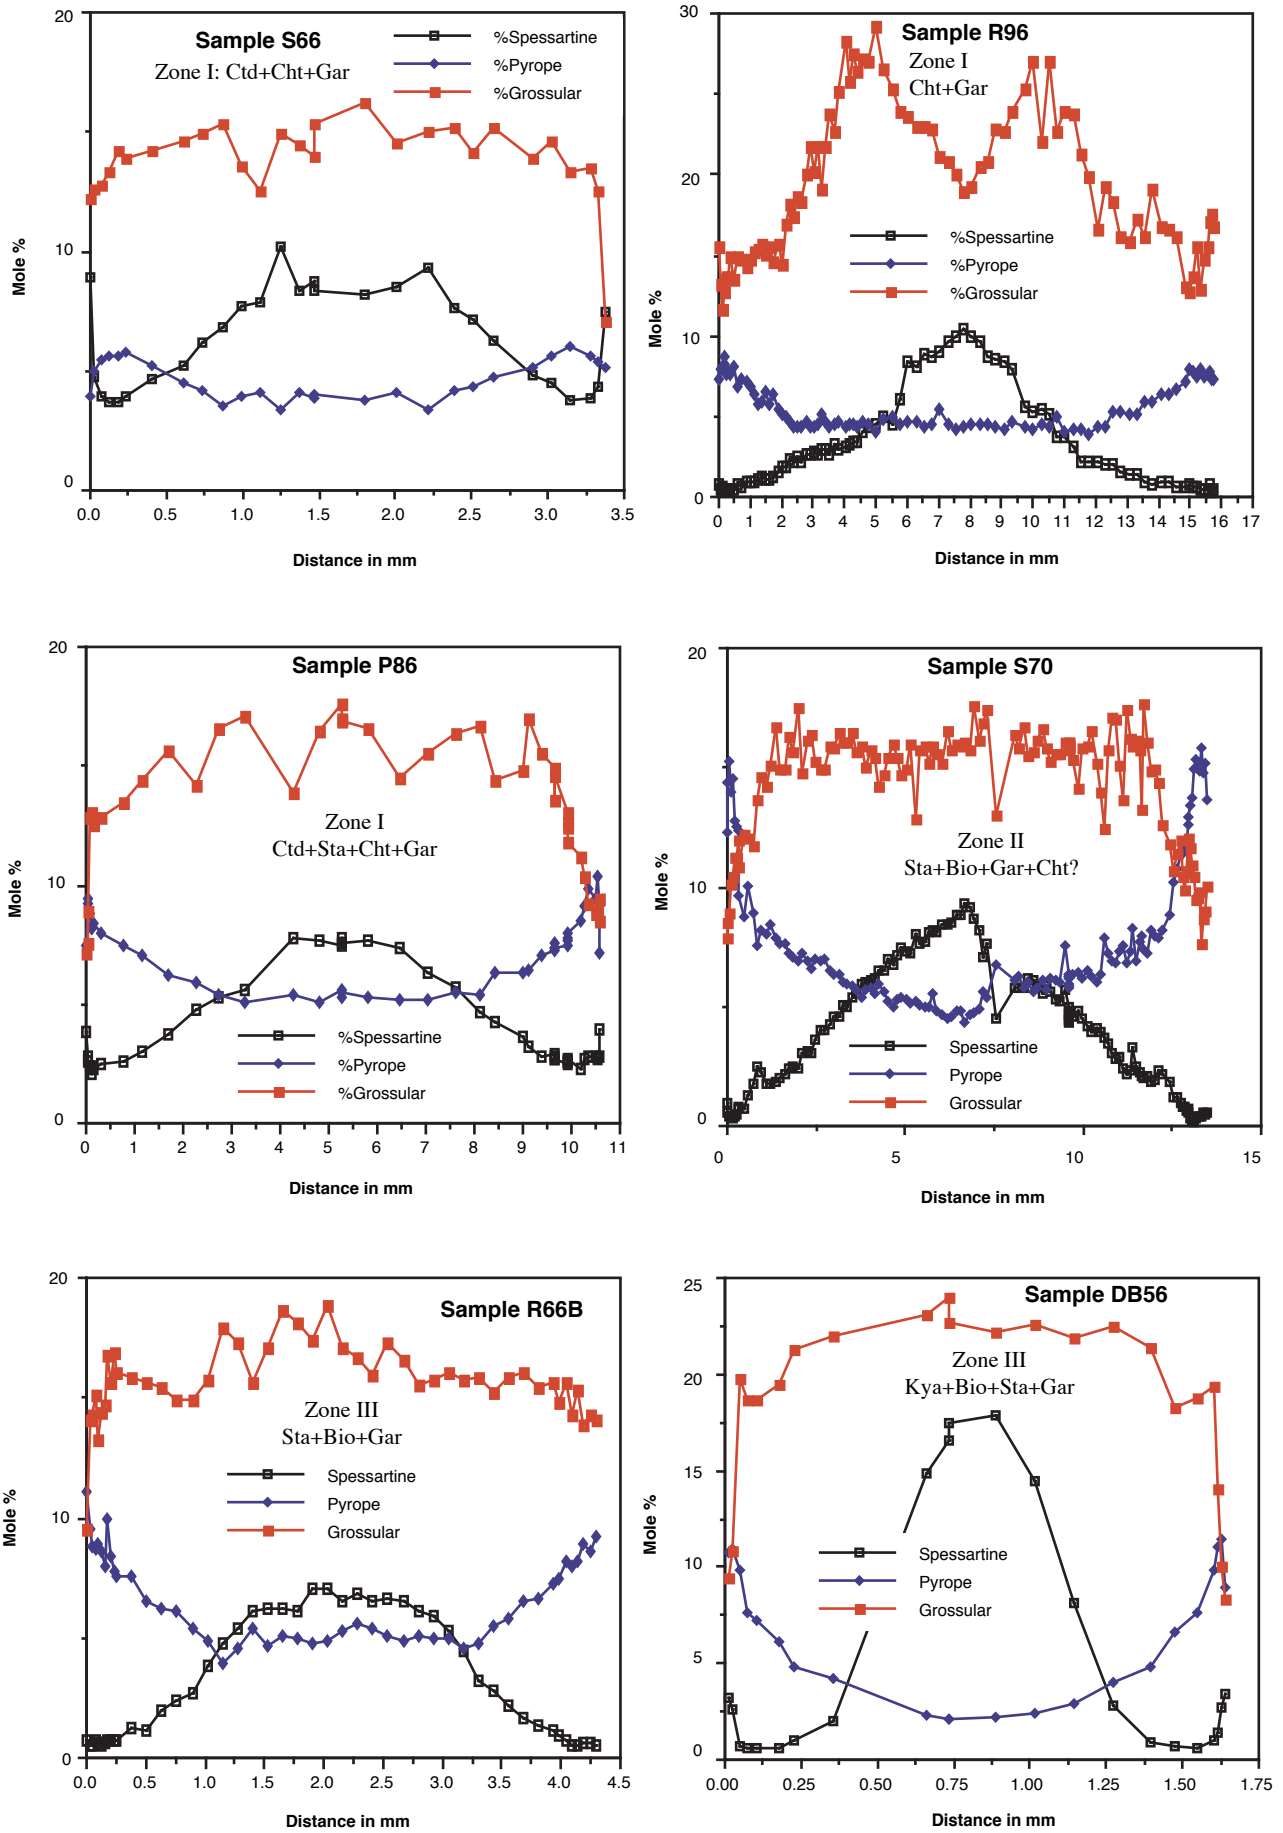 Sample S66
Zone I: Ctd+Cht+Gar
%Spessartine
%Pyrope
%Grossular
20
10
0
Mole %
0.0 0.5 1.0 1.5 2.0 2.5 3.0 3.5
Distance in mm
Sample R96
Zone I
Cht+Gar
%Spessartine
%Pyrope
%Grossular
30
20
10
0
Mole %
0 1 2 3 4 5 6 7 8 9 10 11 12 13 14 15 16 17
Distance in mm
Sample P86
Zone I
Ctd+Sta+Cht+Gar
%Spessartine
%Pyrope
%Grossular
20
10
0
Mole %
0 1 2 3 4 5 6 7 8 9 10 11
Distance in mm
Sample S70
Zone II
Sta+Bio+Gar+Cht?
Spessartine
Pyrope
Grossular
20
10
0
Mole %
0 5 10 15
Distance in mm
Sample R66B
Zone III
Sta+Bio+Gar
Spessartine
Pyrope
Grossular
20
10
0
Mole %
0.0 0.5 1.0 1.5 2.0 2.5 3.0 3.5 4.0 4.5
Distance in mm
Sample DB56
Zone III
Kya+Bio+Sta+Gar
Spessartine
Pyrope
Grossular
25
20
15
10
5
0
Mole %
0.00 0.25 0.50 0.75 1.00 1.25 1.50 1.75
Distance in mm